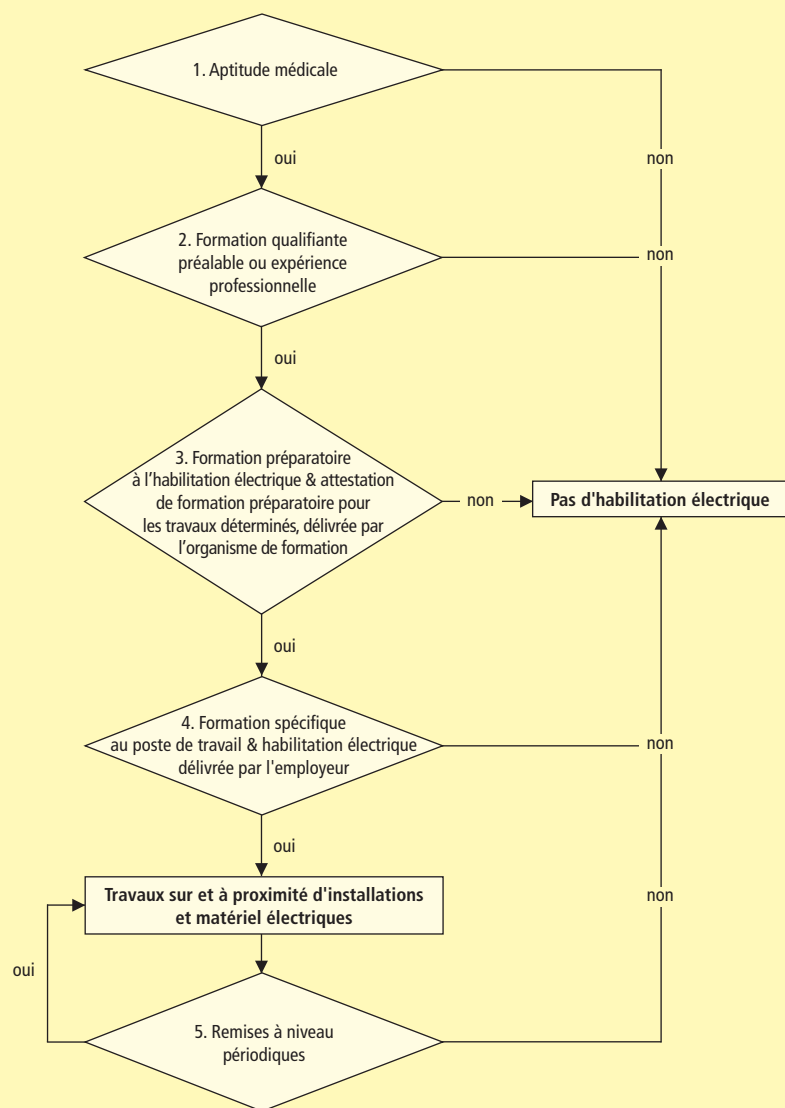 1. Aptitude médicale
non
oui
2. Formation qualifiante
préalable ou expérience
professionnelle
non
oui
3. Formation préparatoire
à l’habilitation électrique & attestation
de formation préparatoire pour
les travaux déterminés, délivrée par
l’organisme de formation
non
Pas d'habilitation électrique
oui
4. Formation spécifique
au poste de travail & habilitation électrique
délivrée par l'employeur
non
oui
Travaux sur et à proximité d'installations
et matériel électriques
non
oui
5. Remises à niveau
périodiques